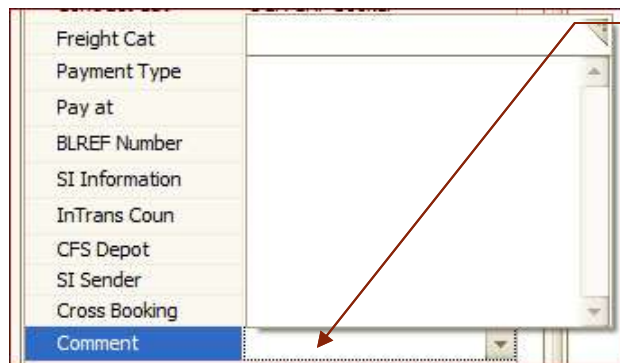 Freight Cat
Payment Type
Pay at
BLREF Number
SI Information
InTrans Coun
CFS Depot
SI Sender
Cross Booking
Comment